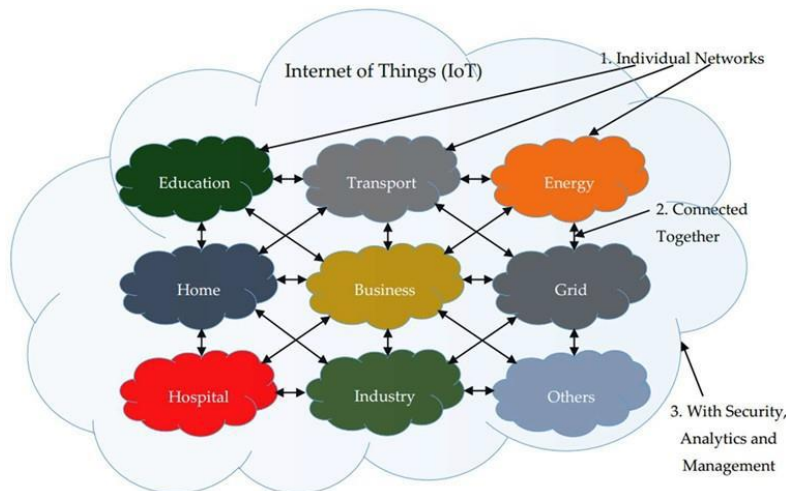 Internet of Things (IoT)
1. Individual Networks
Education
Transport
Energy
2. Connected
Together
Home
Business
Grid
Hospital
Industry
Others
3. With Security,
Analytics and
Management